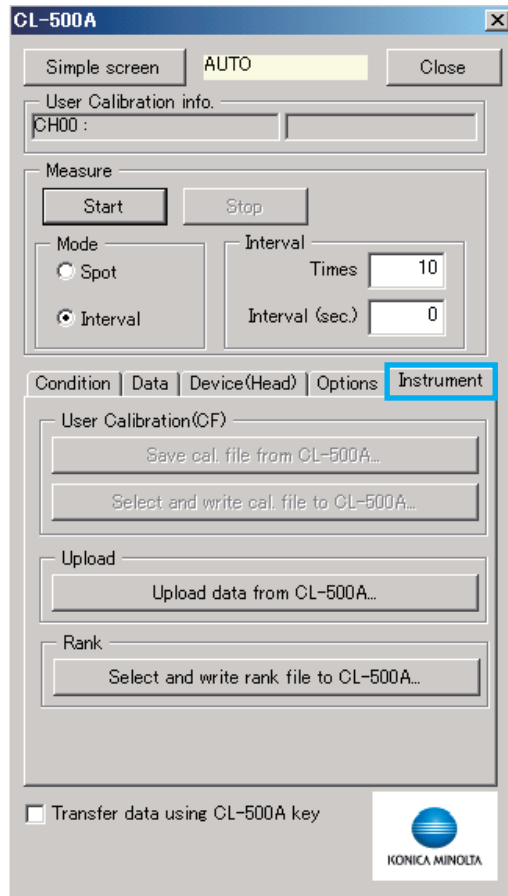 CL-500A
Simple screen AUTO Close
User Calibration info.
CH00 :
Measure
Start Stop
Mode Interval
Spot Times 10
Interval Interval (sec.) 0
Condition Data Device(Head) Options Instrument
User Calibration(CF)
Save cal. file from CL-500A...
Select and write cal. file to CL-500A...
Upload
Upload data from CL-500A...
Rank
Select and write rank file to CL-500A...
Transfer data using CL-500A key
KONICA MINOLTA